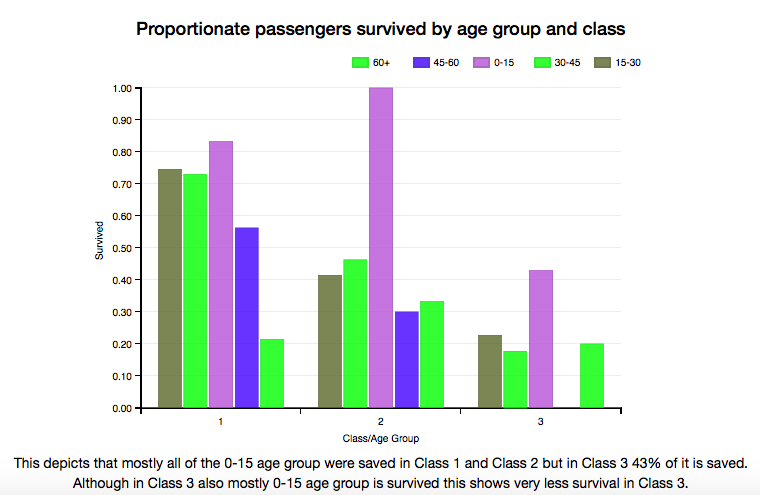 Proportionate passengers survived by age group and class
60+ 45-60 0-15 30-45 15-30
1.00
0.90
0.80
0.70
0.60
0.50
0.40
0.30
0.20
0.10
0.00
Survived
1 2 3
Class/Age Group
This depicts that mostly all of the 0-15 age group were saved in Class 1 and Class 2 but in Class 3 43% of it is saved.
Although in Class 3 also mostly 0-15 age group is survived this shows very less survival in Class 3.